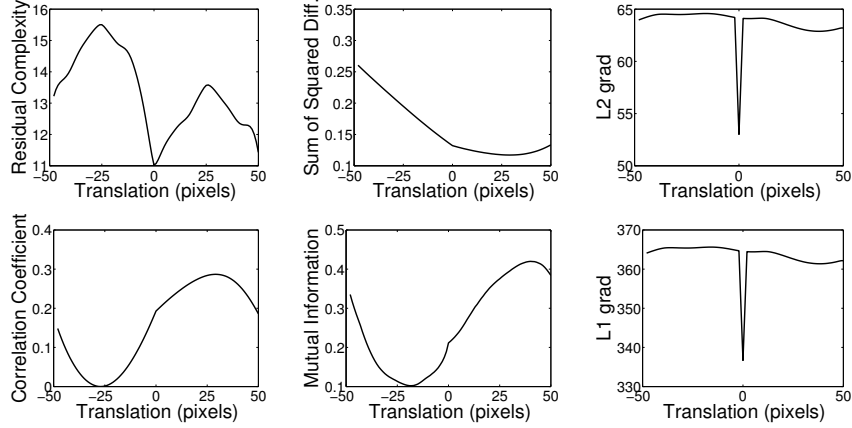 Residual Complexity
16
15
14
13
12
11
−50 −25 0 25 50
Translation (pixels)
Sum of Squared Diff.
0.35
0.3
0.25
0.2
0.15
0.1
−50 −25 0 25 50
Translation (pixels)
L2 grad
65
60
55
50
−50 0 50
Translation (pixels)
Correlation Coefficient
0.4
0.3
0.2
0.1
0
−50 −25 0 25 50
Translation (pixels)
Mutual Information
0.5
0.4
0.3
0.2
0.1
−50 −25 0 25 50
Translation (pixels)
L1 grad
370
360
350
340
330
−50 0 50
Translation (pixels)